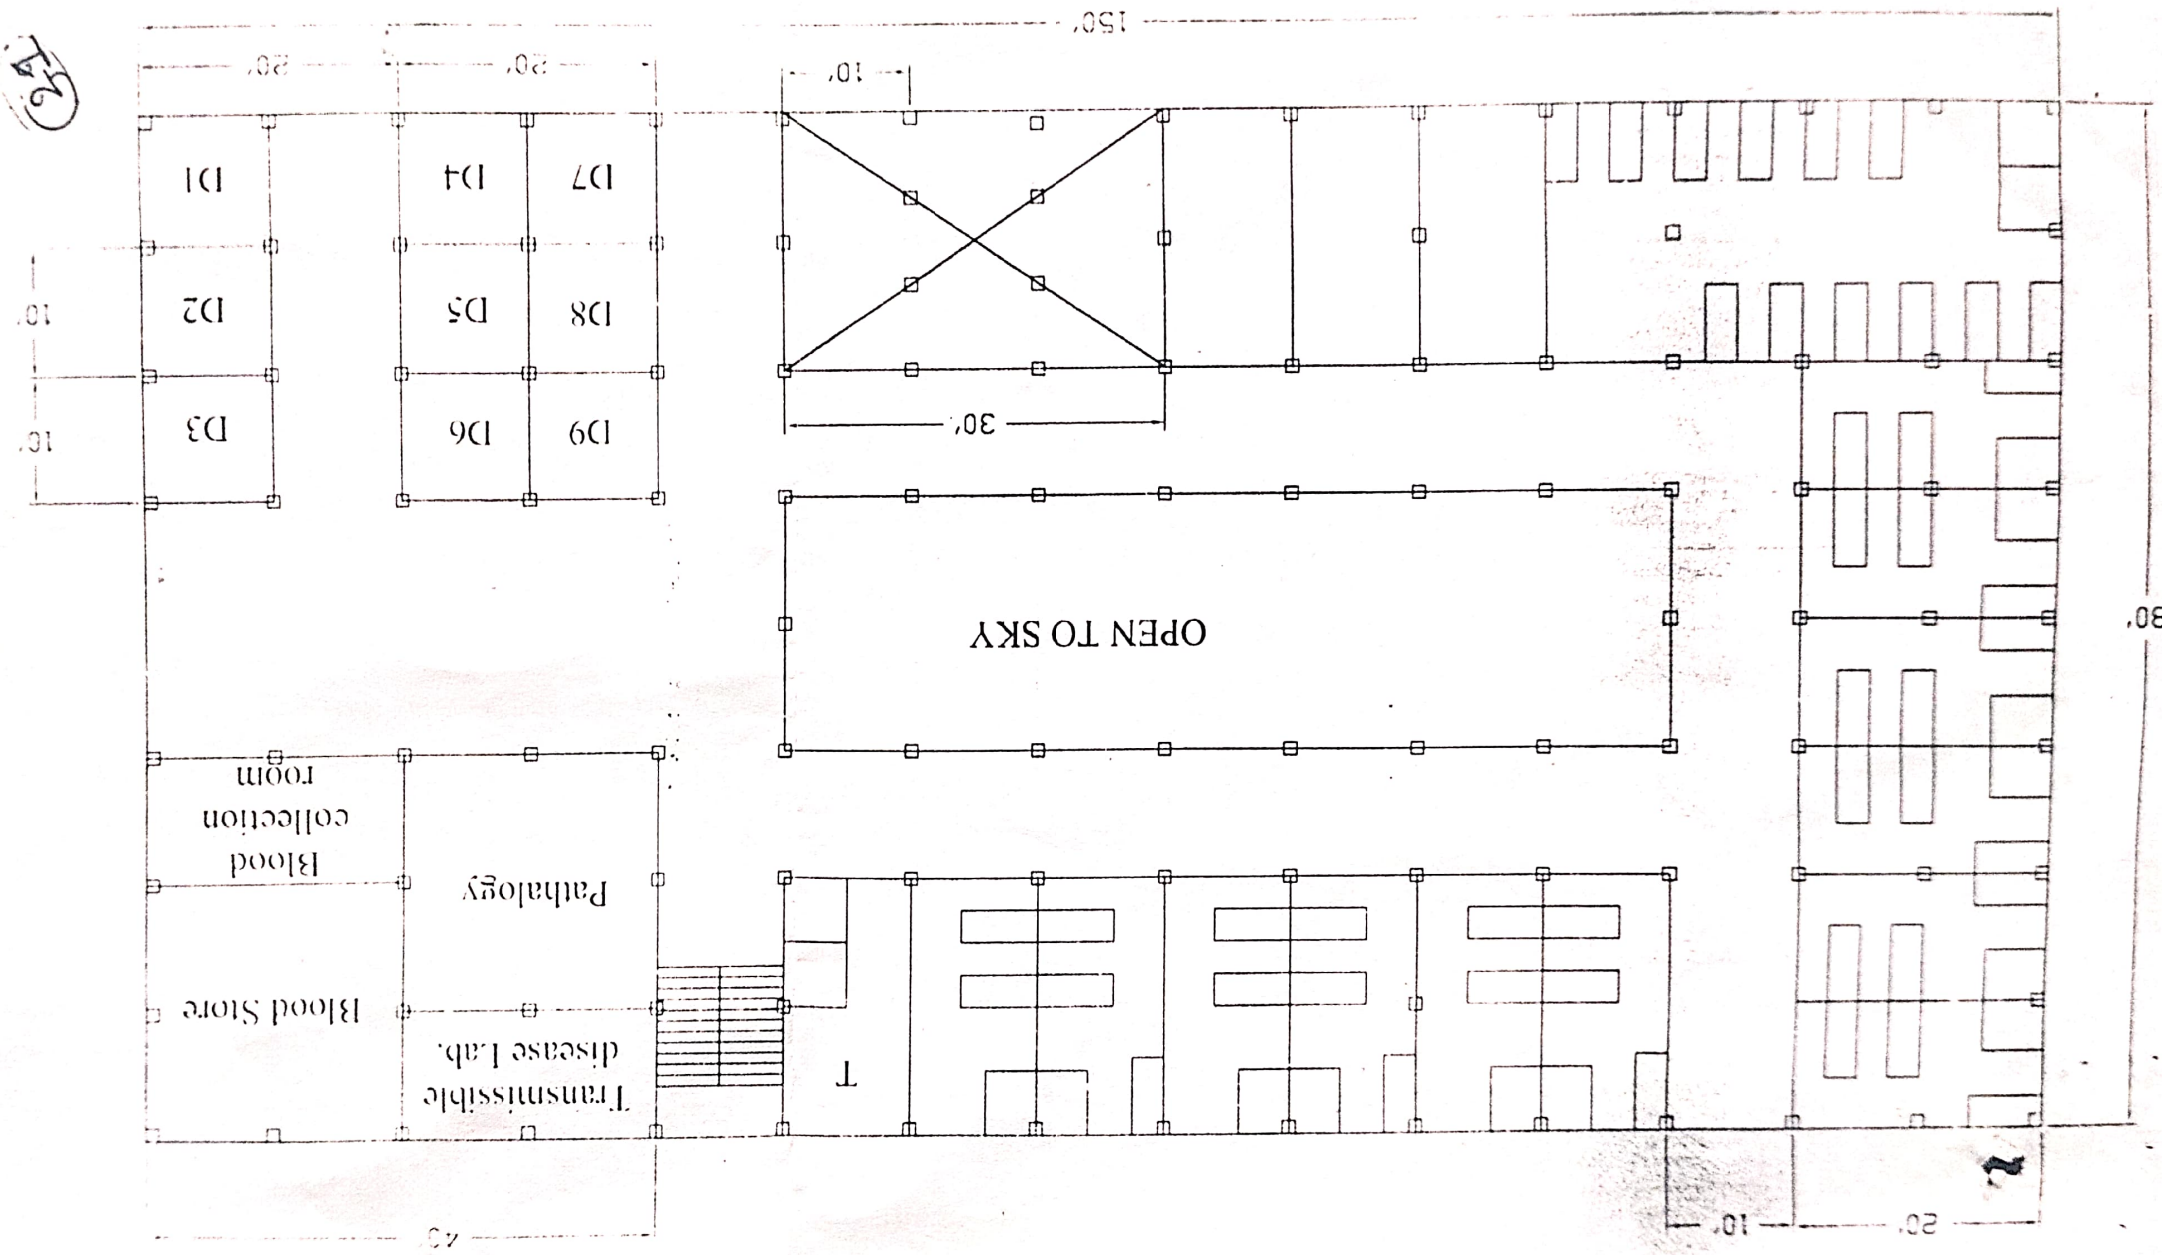 20'
10'
40'
Transmissible
disease Lab.
Blood Store
T
Pathalogy
Blood
collection
room
80'
OPEN TO SKY
30'
D9
D6
D3
10'
D8
D5
D2
10'
D7
D4
D1
10'
20'
20'
150'